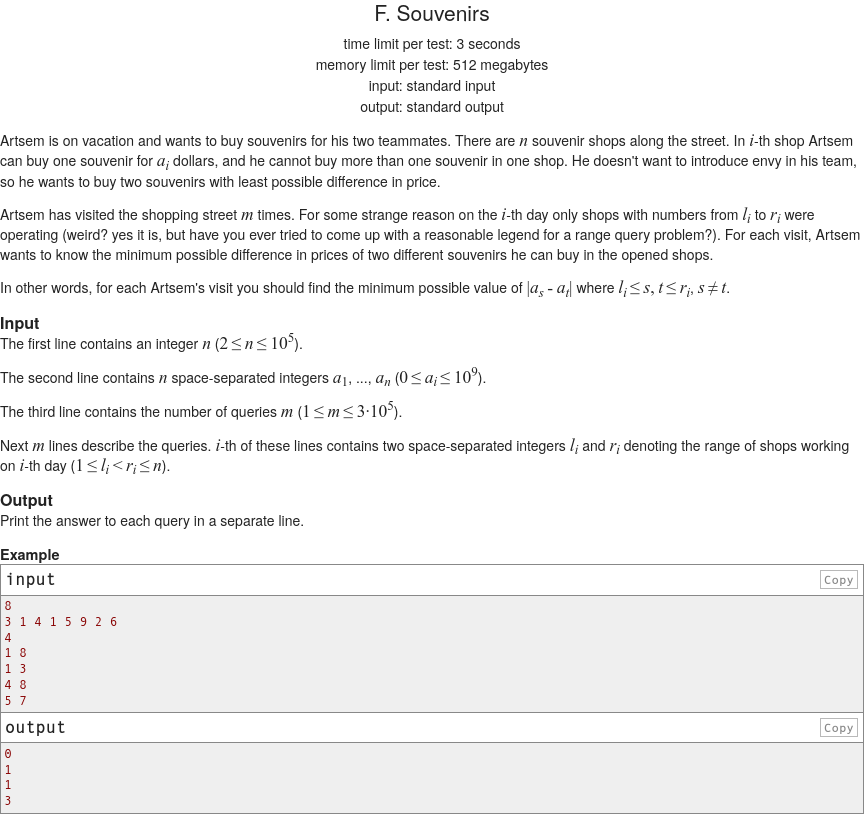 F. Souvenirs
time limit per test: 3 seconds
memory limit per test: 512 megabytes
input: standard input
output: standard output
Artsem is on vacation and wants to buy souvenirs for his two teammates. There are n souvenir shops along the street. In i-th shop Artsem
can buy one souvenir for a_i dollars, and he cannot buy more than one souvenir in one shop. He doesn't want to introduce envy in his team,
so he wants to buy two souvenirs with least possible difference in price.
Artsem has visited the shopping street m times. For some strange reason on the i-th day only shops with numbers from l_i to r_i were
operating (weird? yes it is, but have you ever tried to come up with a reasonable legend for a range query problem?). For each visit, Artsem
wants to know the minimum possible difference in prices of two different souvenirs he can buy in the opened shops.
In other words, for each Artsem's visit you should find the minimum possible value of |a_s - a_t| where l_i ≤ s, t ≤ r_i, s ≠ t.
Input
The first line contains an integer n (2 ≤ n ≤ 10^5).
The second line contains n space-separated integers a_1, ..., a_n (0 ≤ a_i ≤ 10^9).
The third line contains the number of queries m (1 ≤ m ≤ 3·10^5).
Next m lines describe the queries. i-th of these lines contains two space-separated integers l_i and r_i denoting the range of shops working
on i-th day (1 ≤ l_i < r_i ≤ n).
Output
Print the answer to each query in a separate line.
Example
input Copy
8
3 1 4 1 5 9 2 6
4
1 8
1 3
4 8
5 7
output Copy
0
1
1
3